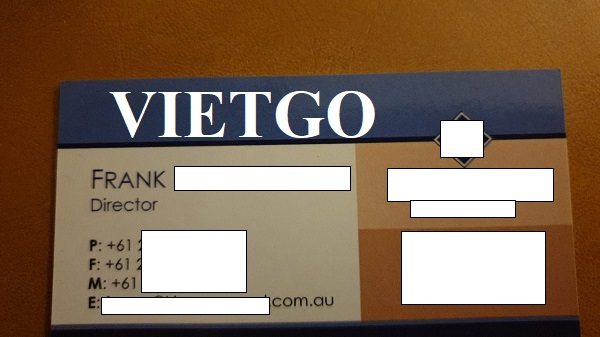 VIETGO
FRANK
Director
P: +61 2
F: +61 2
M: +61
E: .com.au